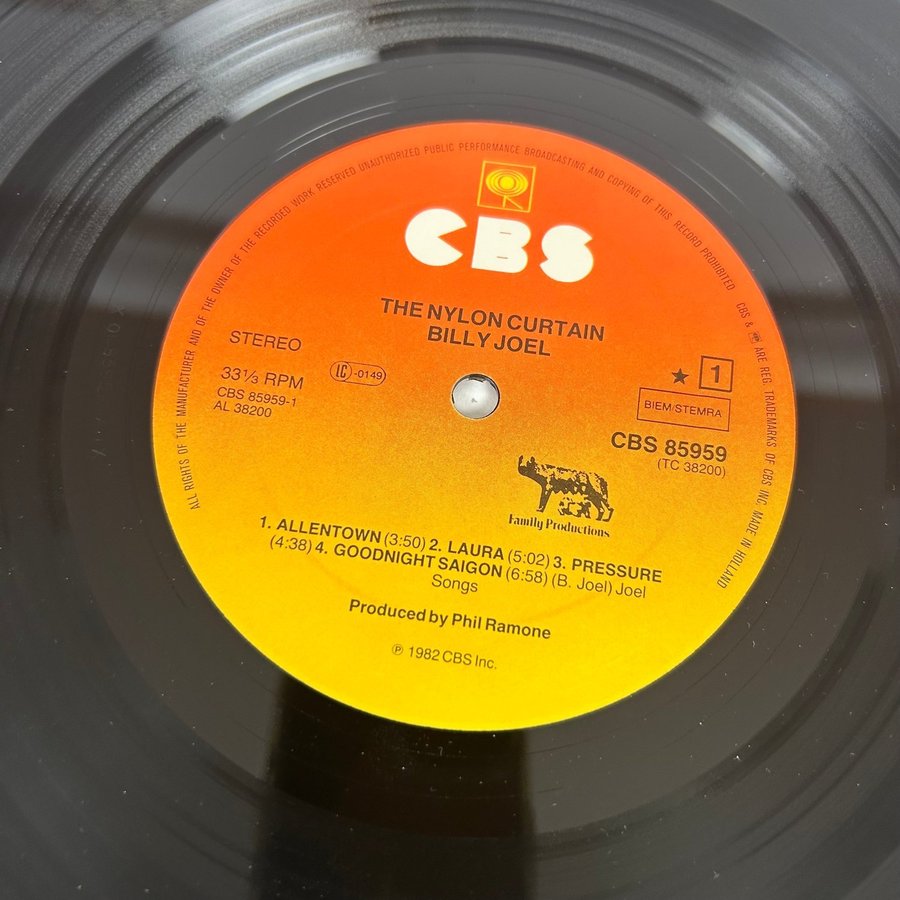 ALL RIGHTS OF THE MANUFACTURER AND OF THE OWNER OF THE RECORDED WORK RESERVED UNAUTHORIZED PUBLIC PERFORMANCE BROADCASTING AND COPYING OF THIS RECORD PROHIBITED CBS & ARE REG. TRADEMARKS OF CBS INC. MADE IN HOLLAND
CBS
THE NYLON CURTAIN
BILLY JOEL
STEREO
33⅓ RPM
CBS 85959-1
AL 38200
LC -0149
★ 1
BIEM/STEMRA
CBS 85959
(TC 38200)
Family Productions
1. ALLENTOWN (3:50) 2. LAURA (5:02) 3. PRESSURE
(4:38) 4. GOODNIGHT SAIGON (6:58) (B. Joel) Joel
Songs
Produced by Phil Ramone
℗ 1982 CBS Inc.